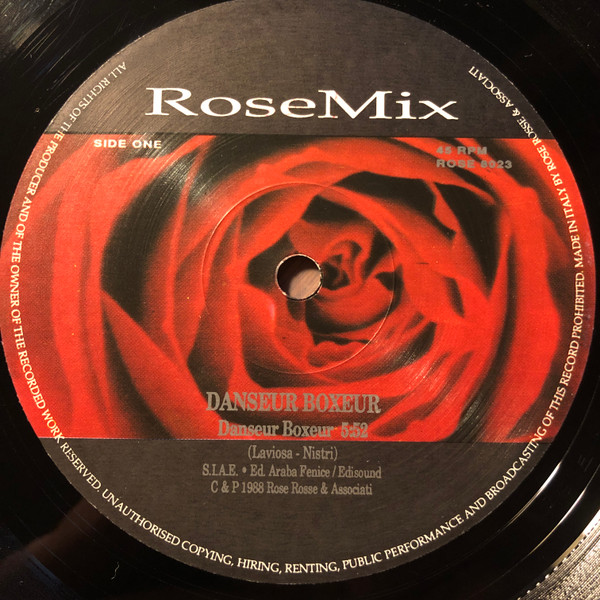 RoseMix
SIDE ONE
45 RPM
ROSE 8923
DANSEUR BOXEUR
Danseur Boxeur 5:52
(Laviosa - Nistri)
S.I.A.E. • Ed. Araba Fenice / Edisound
C & P 1988 Rose Rosse & Associati
ALL RIGHTS OF THE PRODUCER AND OF THE OWNER OF THE RECORDED WORK RESERVED. UNAUTHORISED COPYING, HIRING, RENTING, PUBLIC PERFORMANCE AND BROADCASTING OF THIS RECORD PROHIBITED. MADE IN ITALY BY ROSE ROSSE & ASSOCIATI